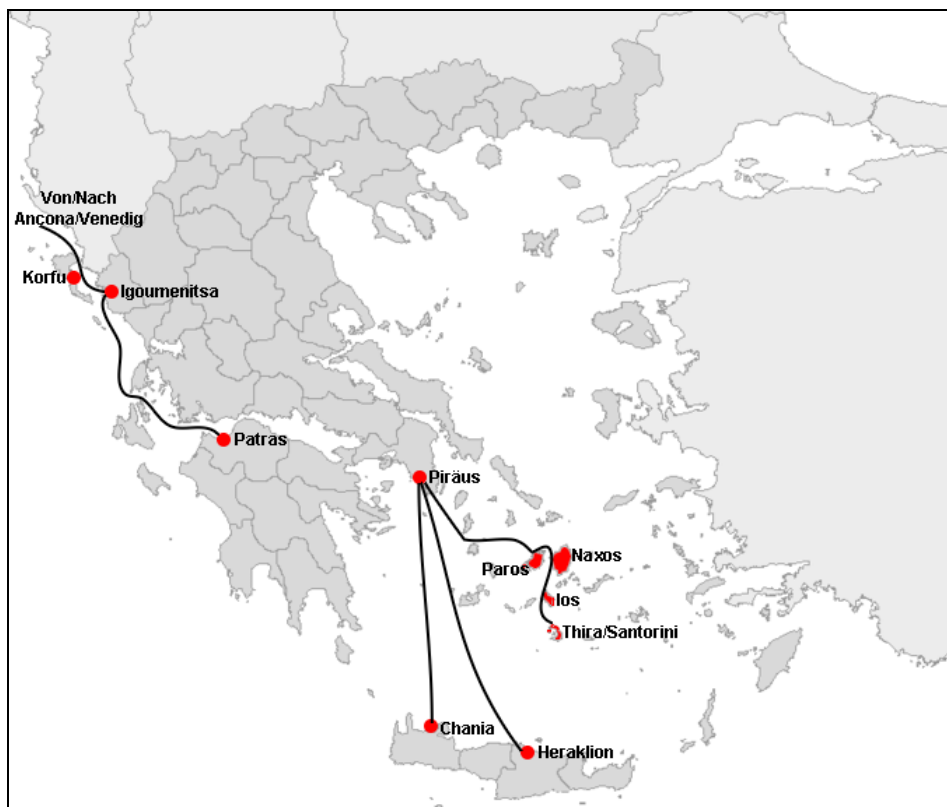 Von/Nach
Ancona/Venedig
Korfu
Igoumenitsa
Patras
Piräus
Naxos
Paros
Ios
Thira/Santorini
Chania
Heraklion